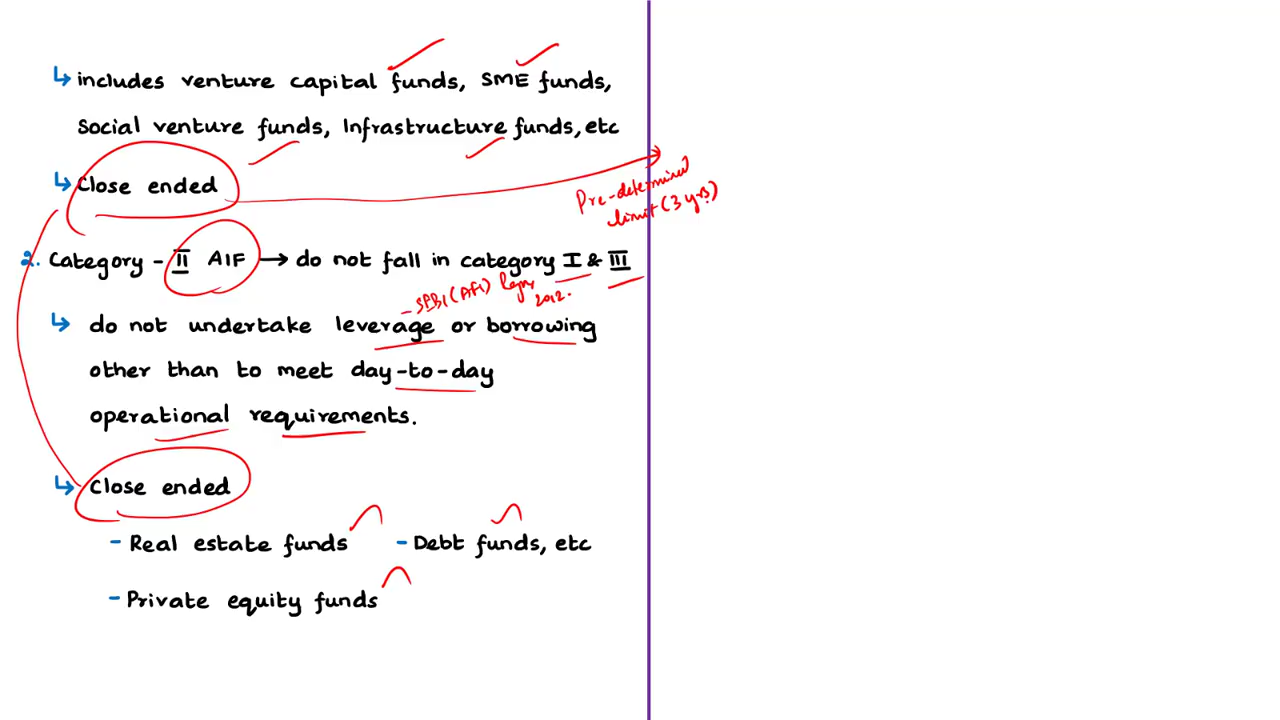 ↳ includes venture capital funds, SME funds,
Social venture funds, Infrastructure funds, etc
↳ Close ended
Pre-determined
limit (3 yrs)
2. Category - II AIF → do not fall in category I & III
- SEBI (AFI) Regns
2012.
↳ do not undertake leverage or borrowing
other than to meet day-to-day
operational requirements.
↳ Close ended
- Real estate funds - Debt funds, etc
- Private equity funds